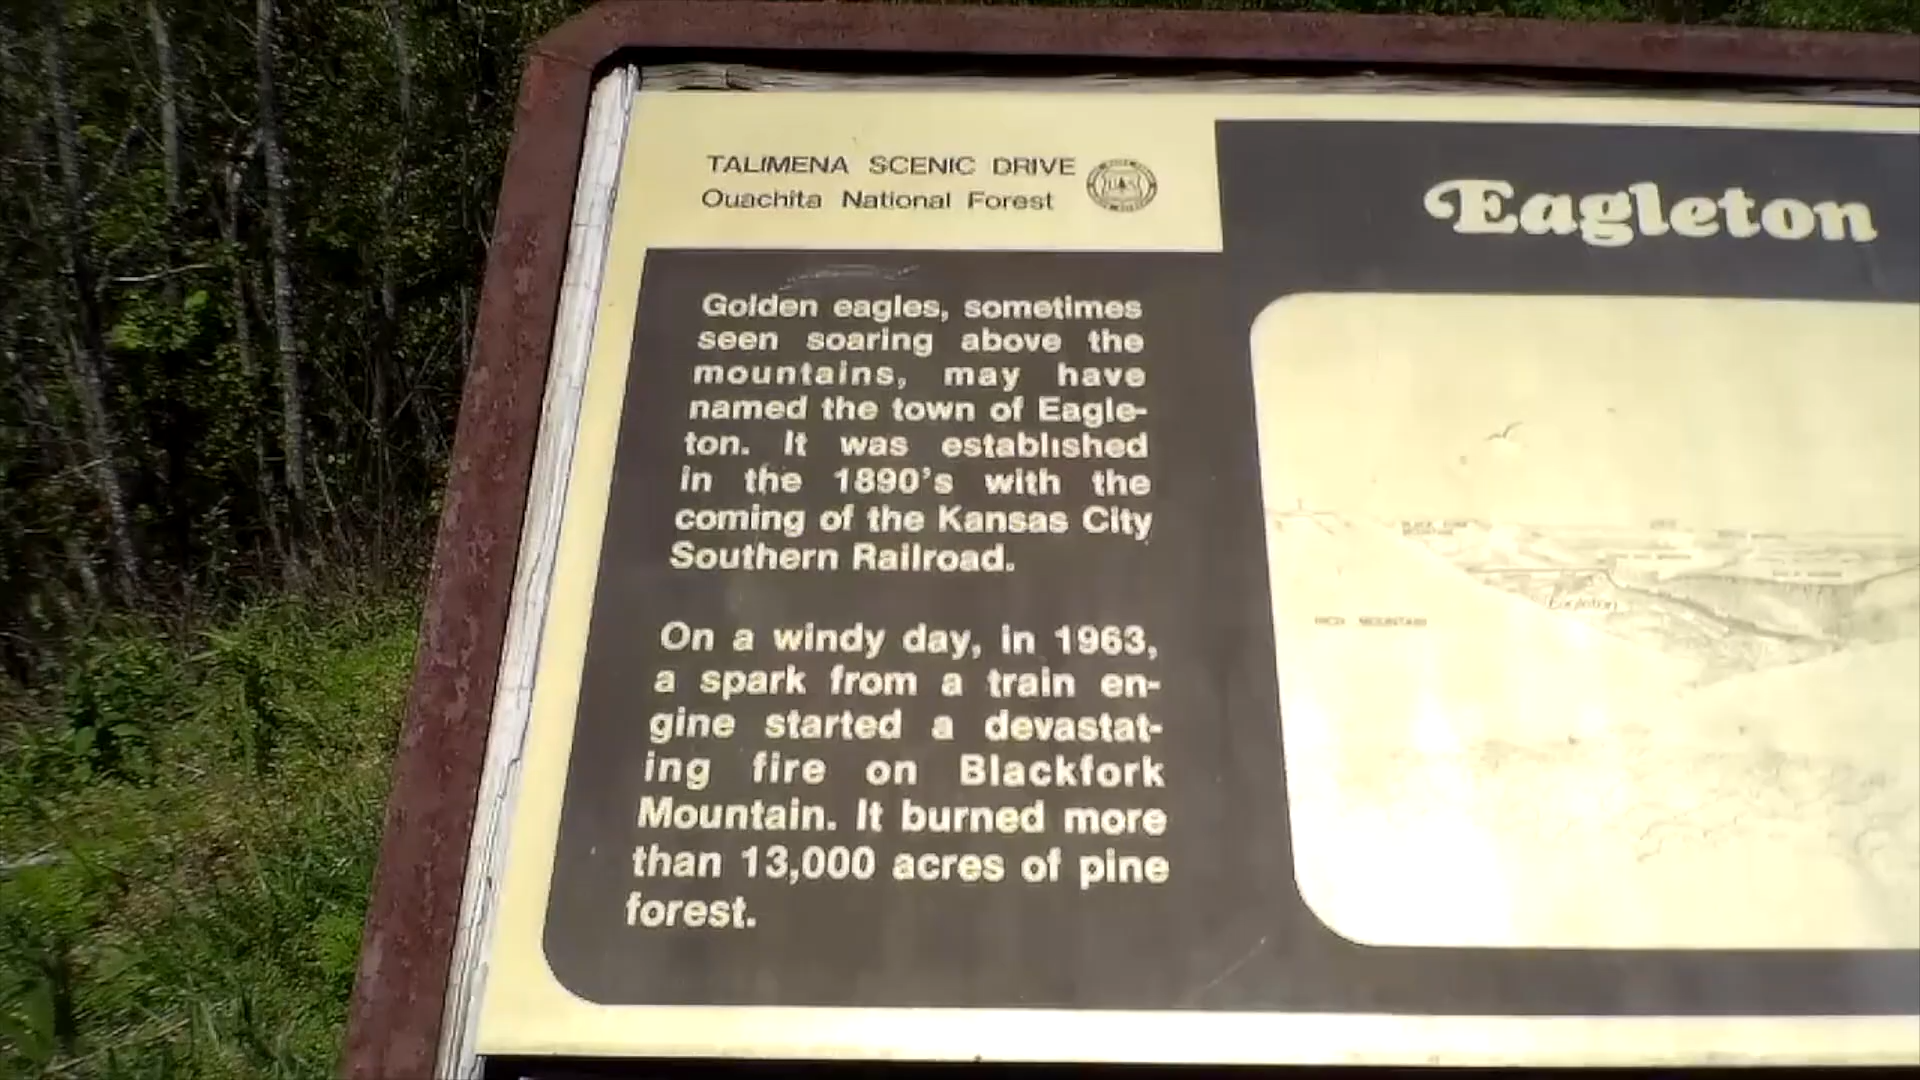 TALIMENA SCENIC DRIVE
Ouachita National Forest
Eagleton
Golden eagles, sometimes
seen soaring above the
mountains, may have
named the town of Eagle-
ton. It was established
in the 1890's with the
coming of the Kansas City
Southern Railroad.
On a windy day, in 1963,
a spark from a train en-
gine started a devastat-
ing fire on Blackfork
Mountain. It burned more
than 13,000 acres of pine
forest.
Eagleton
RICH MOUNTAIN